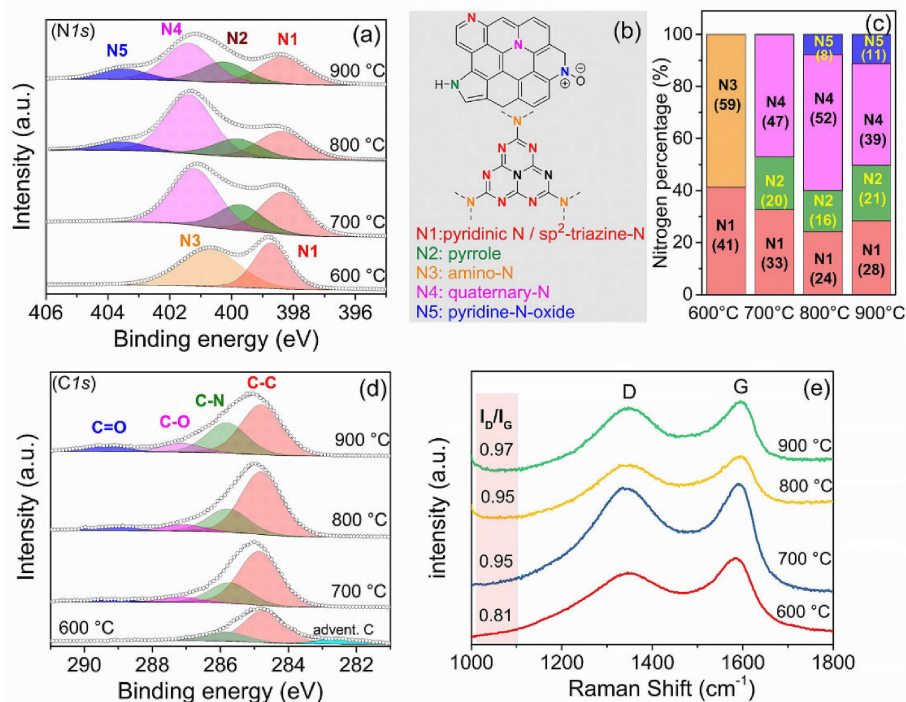 (N1s)
(a)
N5
N4
N2
N1
900 °C
800 °C
700 °C
N3
N1
600 °C
Intensity (a.u.)
406 404 402 400 398 396
Binding energy (eV)
(b)
N
N
H-N
N
⊖
O
⊕
N
N N
N N N
N N N N N
N1:pyridinic N / sp²-triazine-N
N2: pyrrole
N3: amino-N
N4: quaternary-N
N5: pyridine-N-oxide
(c)
Nitrogen percentage (%)
100
80
60
40
20
0
N3
(59)
N1
(41)
N4
(47)
N2
(20)
N1
(33)
N5
(8)
N4
(52)
N2
(16)
N1
(24)
N5
(11)
N4
(39)
N2
(21)
N1
(28)
600°C 700°C 800°C 900°C
(C1s)
(d)
C-C
C-N
C-O
C=O
900 °C
800 °C
700 °C
600 °C
advent. C
Intensity (a.u.)
290 288 286 284 282
Binding energy (eV)
(e)
D
G
I_D/I_G
0.97
900 °C
0.95
800 °C
0.95
700 °C
0.81
600 °C
intensity (a.u.)
1000 1200 1400 1600 1800
Raman Shift (cm⁻¹)